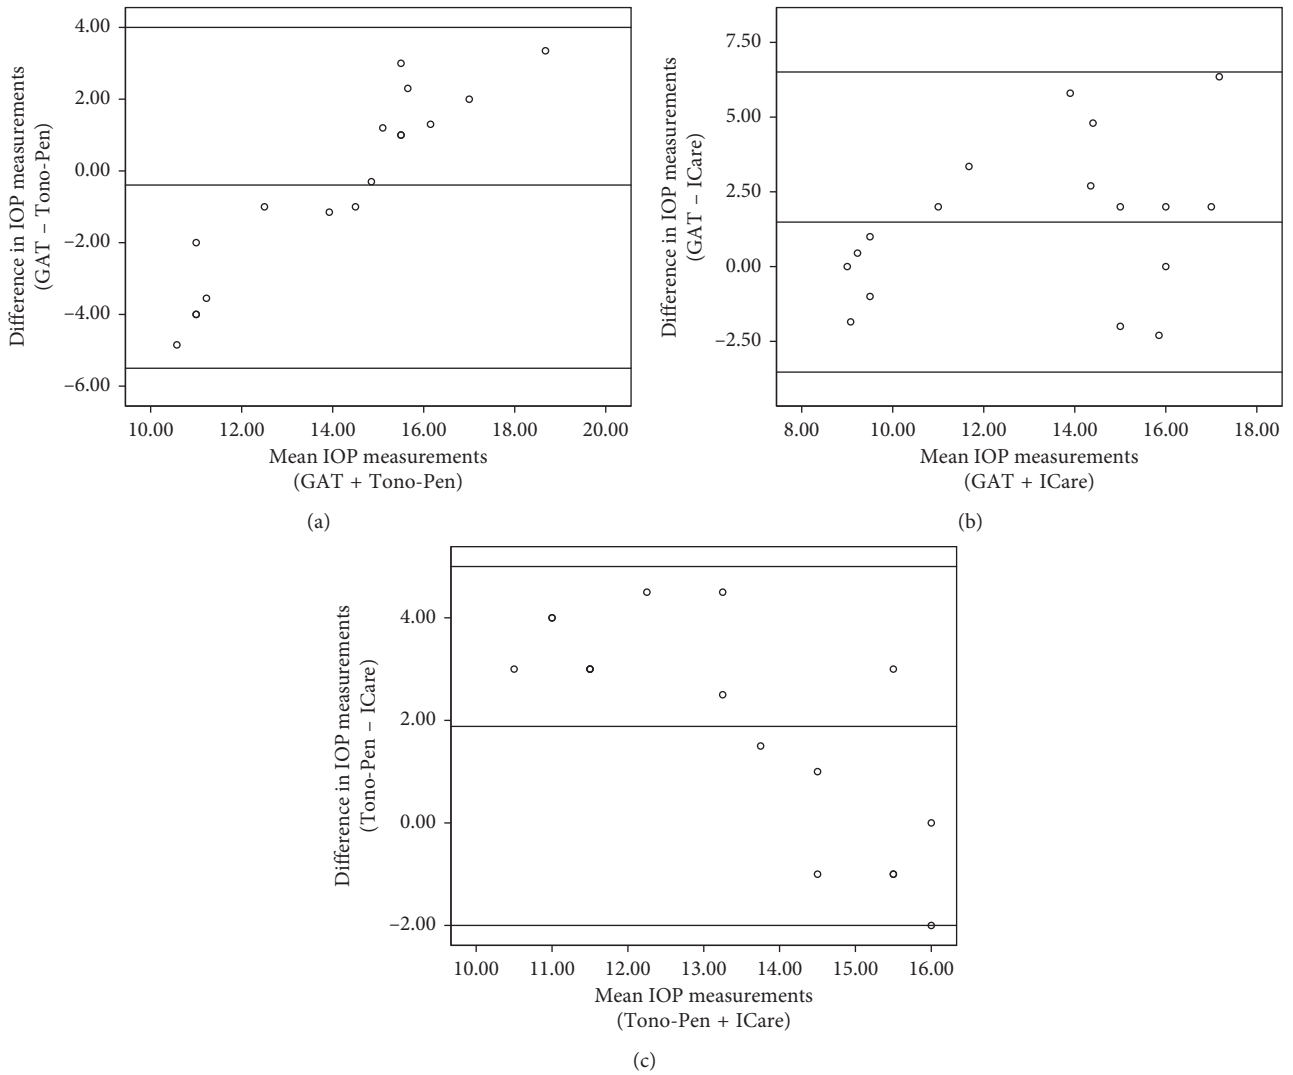 4.00
2.00
0.00
−2.00
−4.00
−6.00
Difference in IOP measurements
(GAT − Tono-Pen)
10.00 12.00 14.00 16.00 18.00 20.00
Mean IOP measurements
(GAT + Tono-Pen)
(a)
7.50
5.00
2.50
0.00
−2.50
Difference in IOP measurements
(GAT − ICare)
8.00 10.00 12.00 14.00 16.00 18.00
Mean IOP measurements
(GAT + ICare)
(b)
4.00
2.00
0.00
−2.00
Difference in IOP measurements
(Tono-Pen − ICare)
10.00 11.00 12.00 13.00 14.00 15.00 16.00
Mean IOP measurements
(Tono-Pen + ICare)
(c)